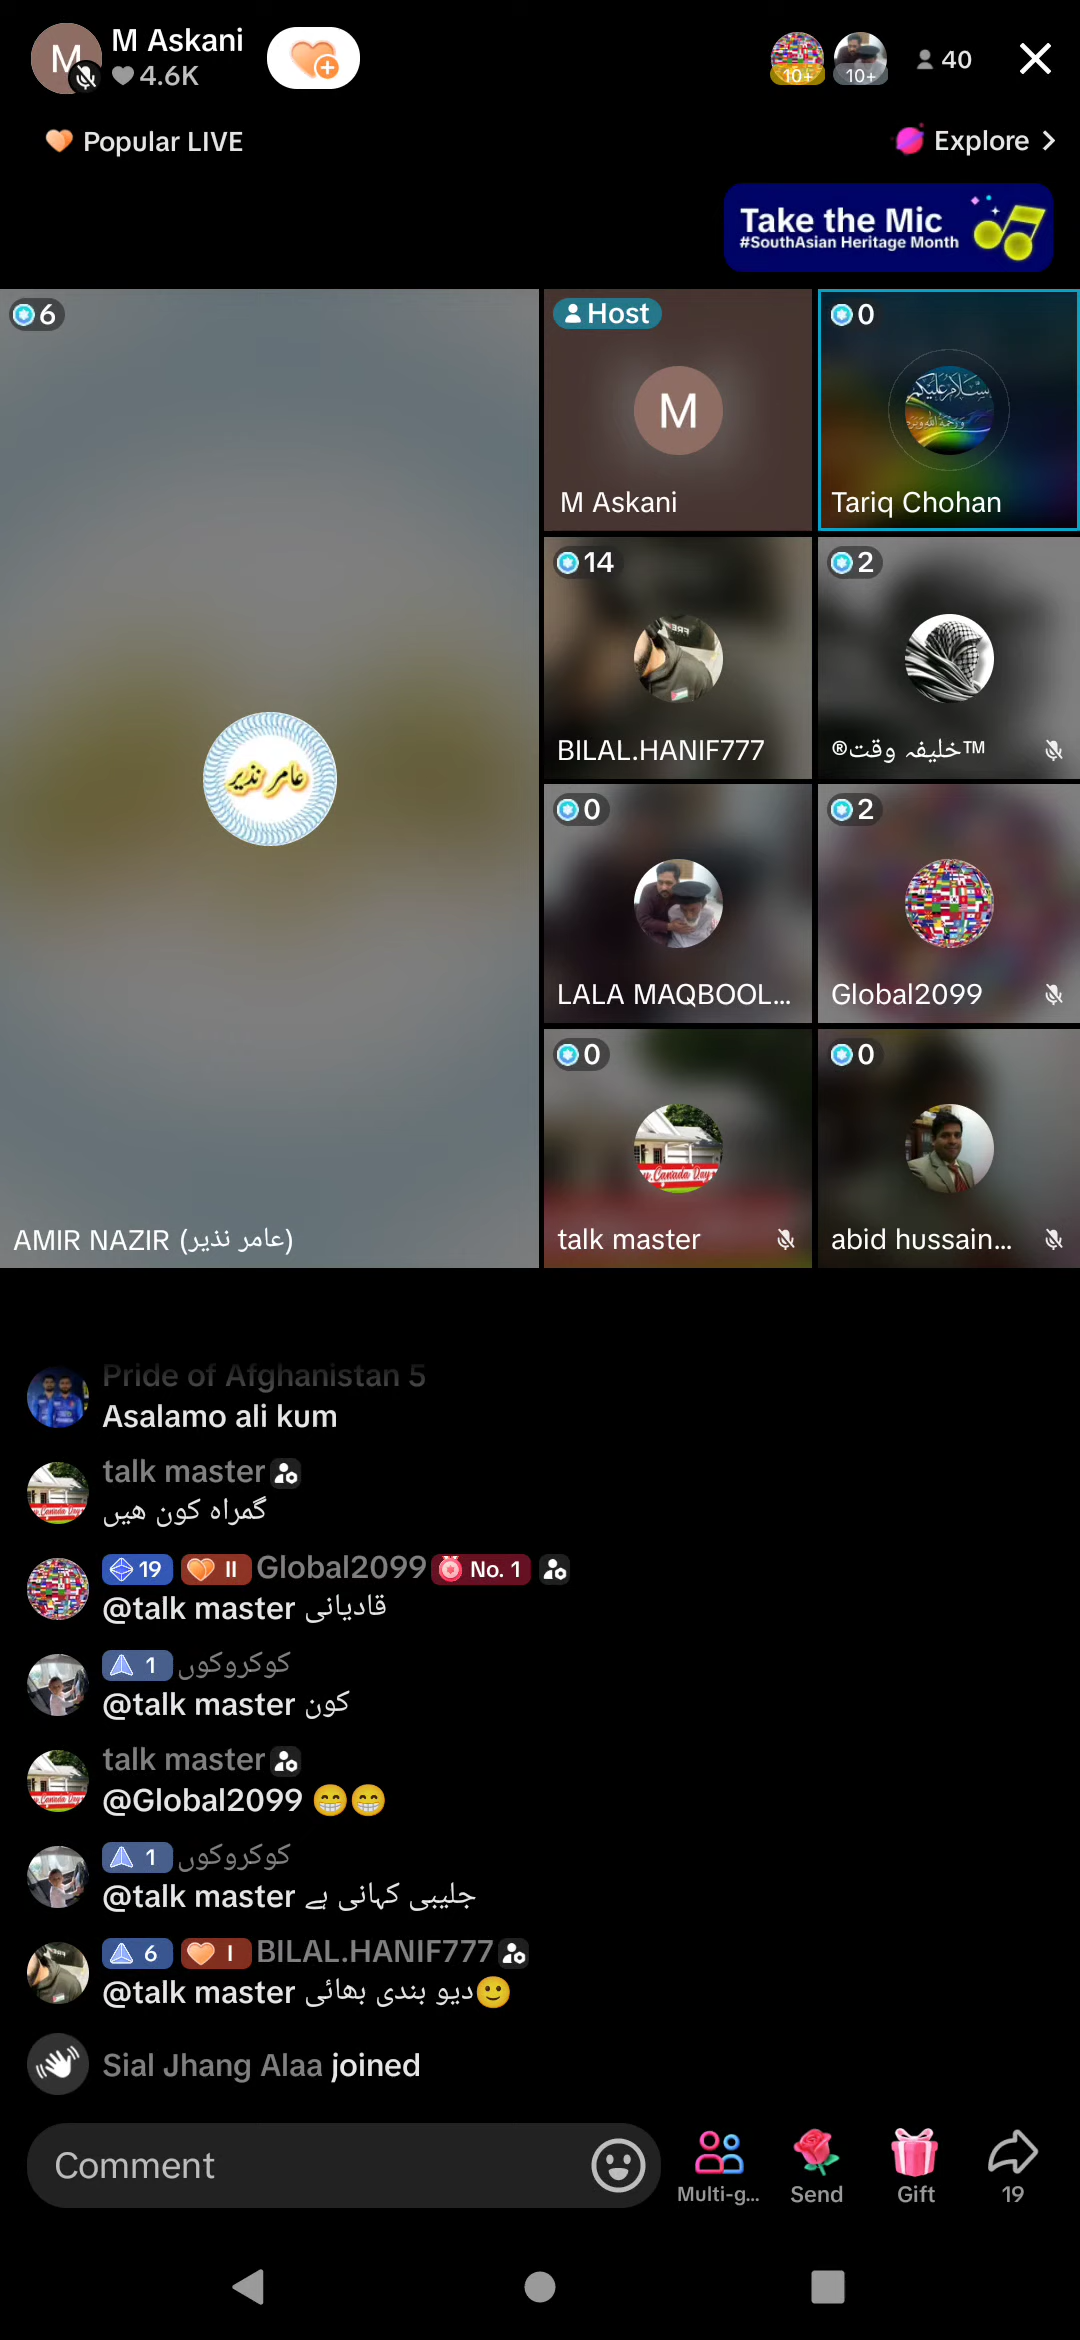 M Askani
4.6K
10+
10+
40
Popular LIVE
Explore
Take the Mic
#SouthAsian Heritage Month
6
Host
M
M Askani
0
Tariq Chohan
14
BILAL.HANIF777
2
®خلیفہ وقت™
0
LALA MAQBOOL...
2
Global2099
0
talk master
0
abid hussain...
عامر نذیر
AMIR NAZIR (عامر نذیر)
Pride of Afghanistan 5
Asalamo ali kum
talk master
گمراہ کون ھیں
19 II Global2099 No. 1
@talk master قادیانی
1 کوکروکوں
@talk master کون
talk master
@Global2099 😁😁
1 کوکروکوں
@talk master جلیبی کہانی ہے
6 I BILAL.HANIF777
@talk master دیو بندی بھائی🙂
Sial Jhang Alaa joined
Comment
Multi-g...
Send
Gift
19